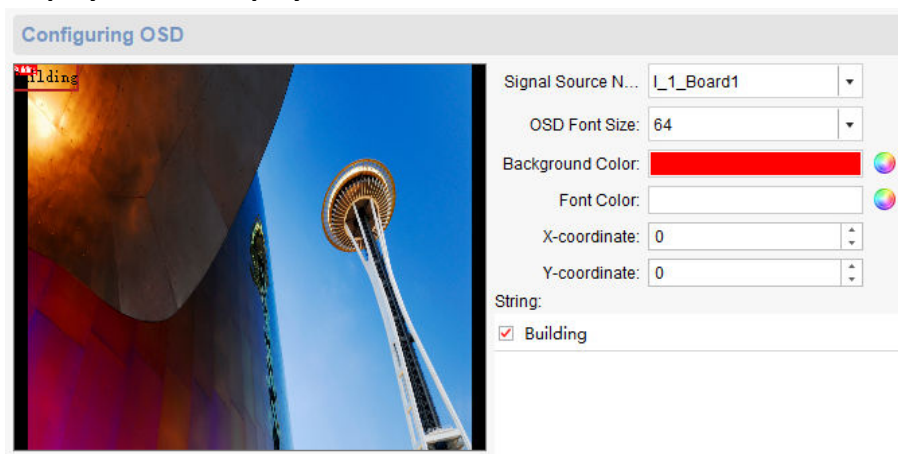 Configuring OSD
Building
Signal Source N... I_1_Board1
OSD Font Size: 64
Background Color:
Font Color:
X-coordinate: 0
Y-coordinate: 0
String:
Building